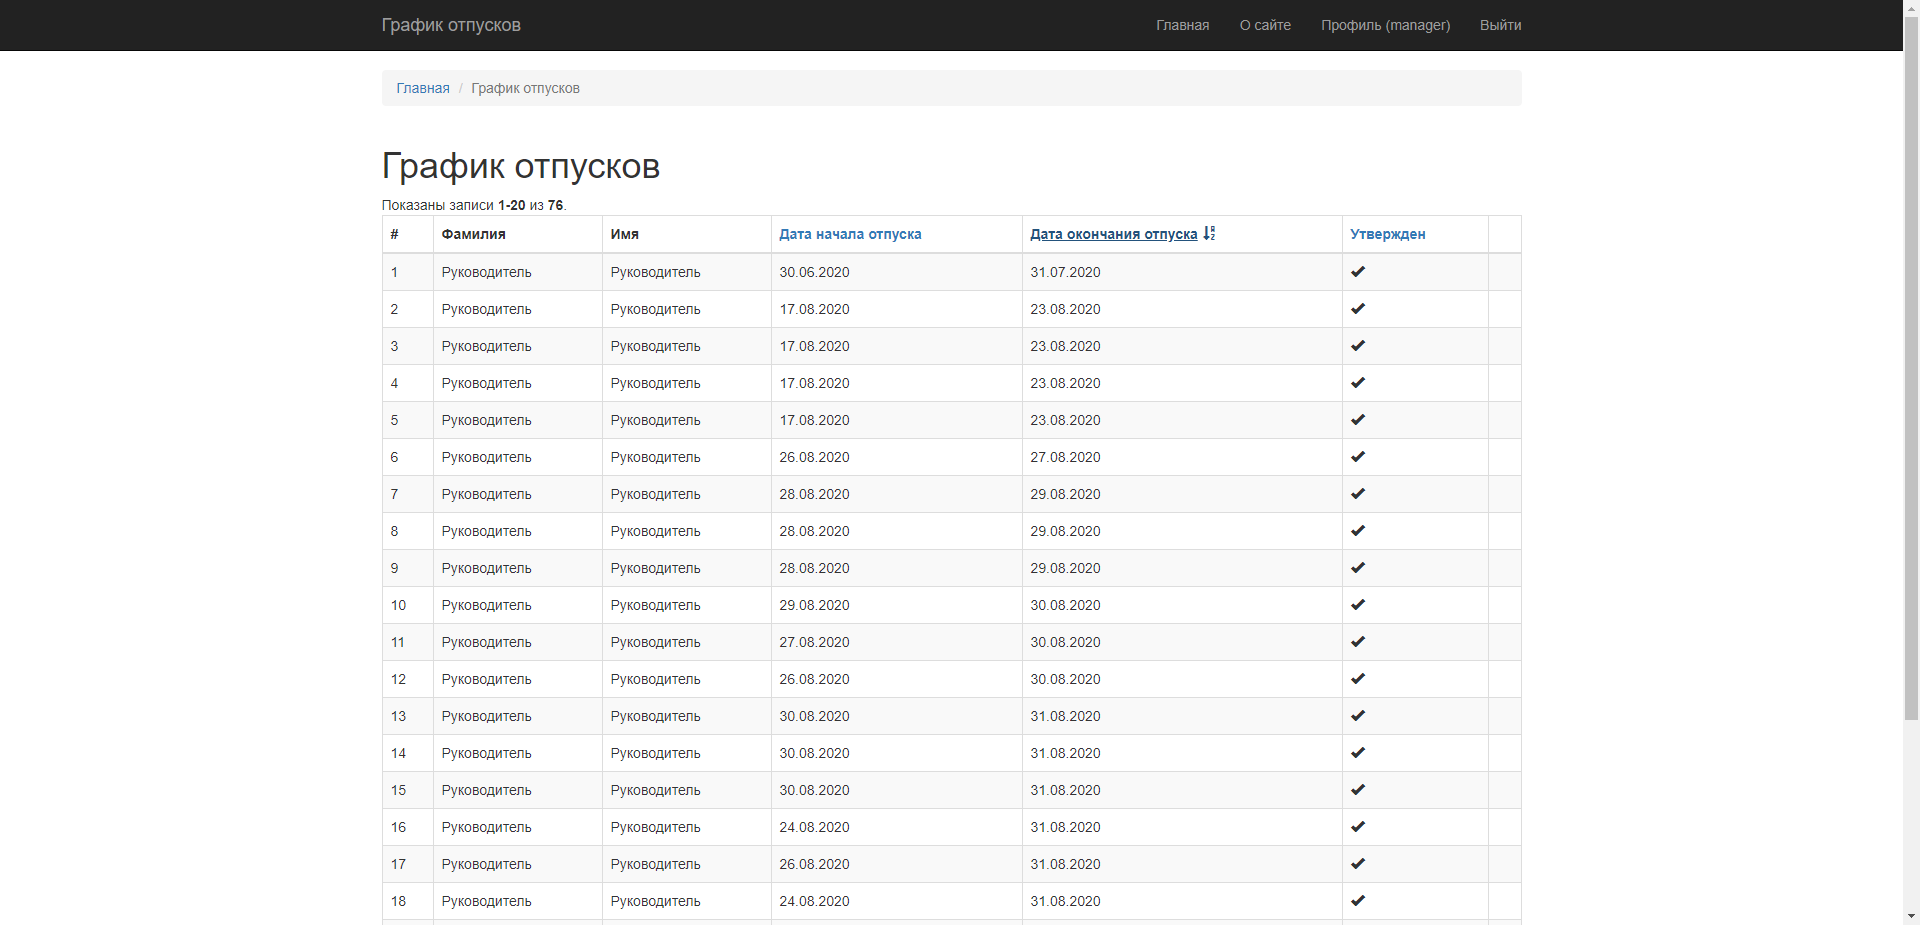 График отпусков Главная О сайте Профиль (manager) Выйти
Главная / График отпусков
График отпусков
Показаны записи 1-20 из 76.
# Фамилия Имя Дата начала отпуска Дата окончания отпуска Утвержден
1 Руководитель Руководитель 30.06.2020 31.07.2020
2 Руководитель Руководитель 17.08.2020 23.08.2020
3 Руководитель Руководитель 17.08.2020 23.08.2020
4 Руководитель Руководитель 17.08.2020 23.08.2020
5 Руководитель Руководитель 17.08.2020 23.08.2020
6 Руководитель Руководитель 26.08.2020 27.08.2020
7 Руководитель Руководитель 28.08.2020 29.08.2020
8 Руководитель Руководитель 28.08.2020 29.08.2020
9 Руководитель Руководитель 28.08.2020 29.08.2020
10 Руководитель Руководитель 29.08.2020 30.08.2020
11 Руководитель Руководитель 27.08.2020 30.08.2020
12 Руководитель Руководитель 26.08.2020 30.08.2020
13 Руководитель Руководитель 30.08.2020 31.08.2020
14 Руководитель Руководитель 30.08.2020 31.08.2020
15 Руководитель Руководитель 30.08.2020 31.08.2020
16 Руководитель Руководитель 24.08.2020 31.08.2020
17 Руководитель Руководитель 26.08.2020 31.08.2020
18 Руководитель Руководитель 24.08.2020 31.08.2020